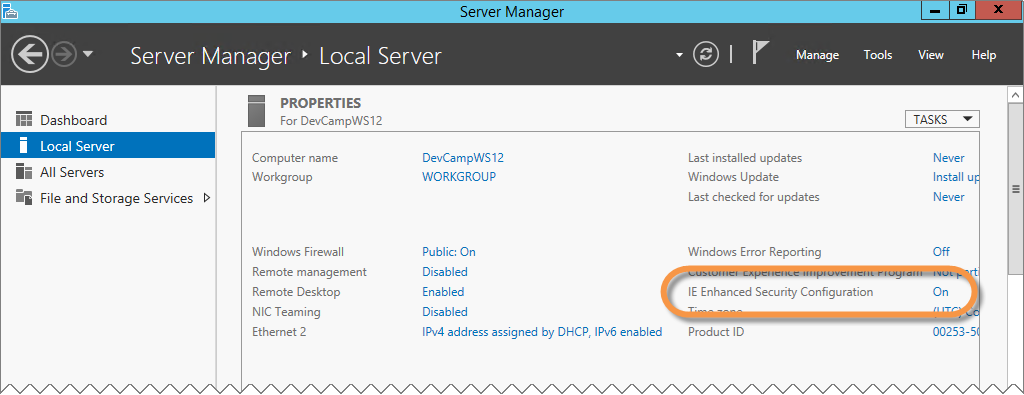 Server Manager
Server Manager ‣ Local Server
Manage Tools View Help
Dashboard
Local Server
All Servers
File and Storage Services
PROPERTIES
For DevCampWS12
TASKS
Computer name DevCampWS12
Workgroup WORKGROUP
Last installed updates Never
Windows Update Install up
Last checked for updates Never
Windows Firewall Public: On
Remote management Disabled
Remote Desktop Enabled
NIC Teaming Disabled
Ethernet 2 IPv4 address assigned by DHCP, IPv6 enabled
Windows Error Reporting Off
Customer Experience Improvement Program Not parti
IE Enhanced Security Configuration On
Time zone (UTC) Co
Product ID 00253-50